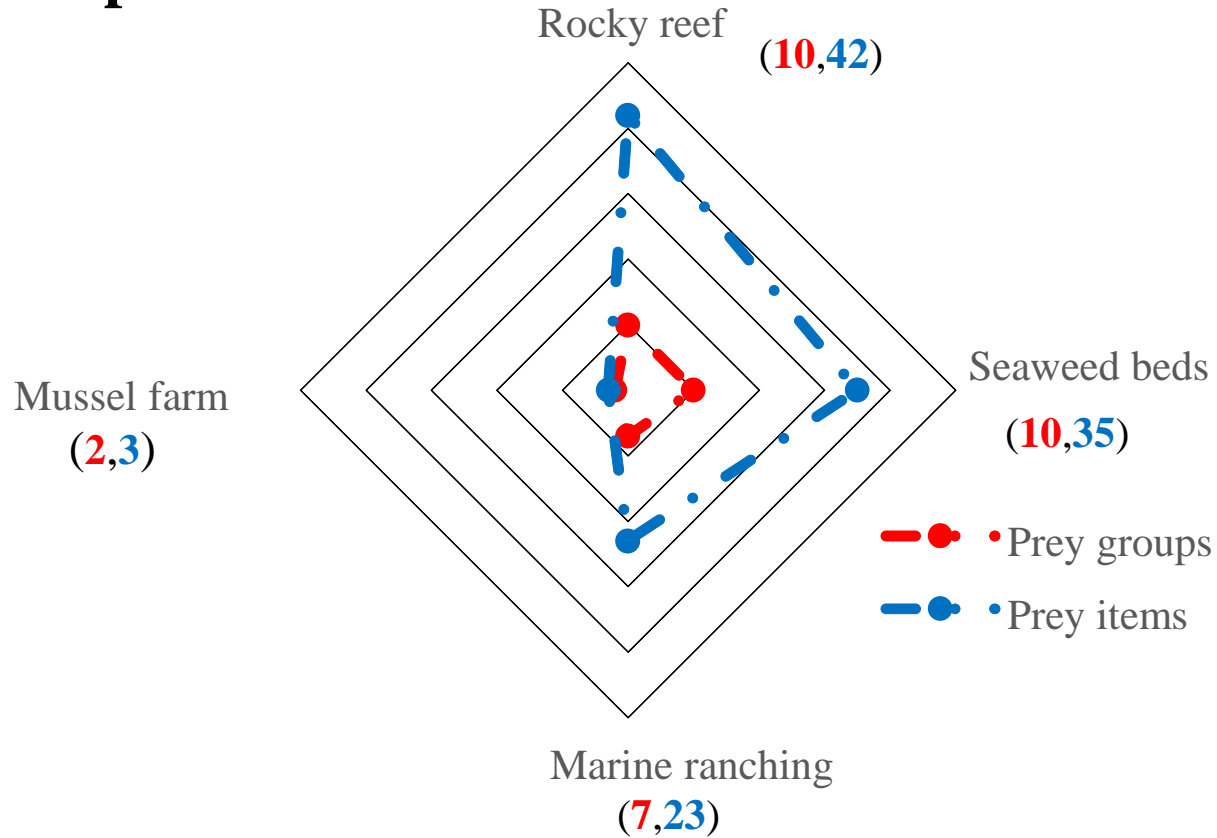 Rocky reef
(10,42)
Seaweed beds
(10,35)
Mussel farm
(2,3)
Prey groups
Prey items
Marine ranching
(7,23)